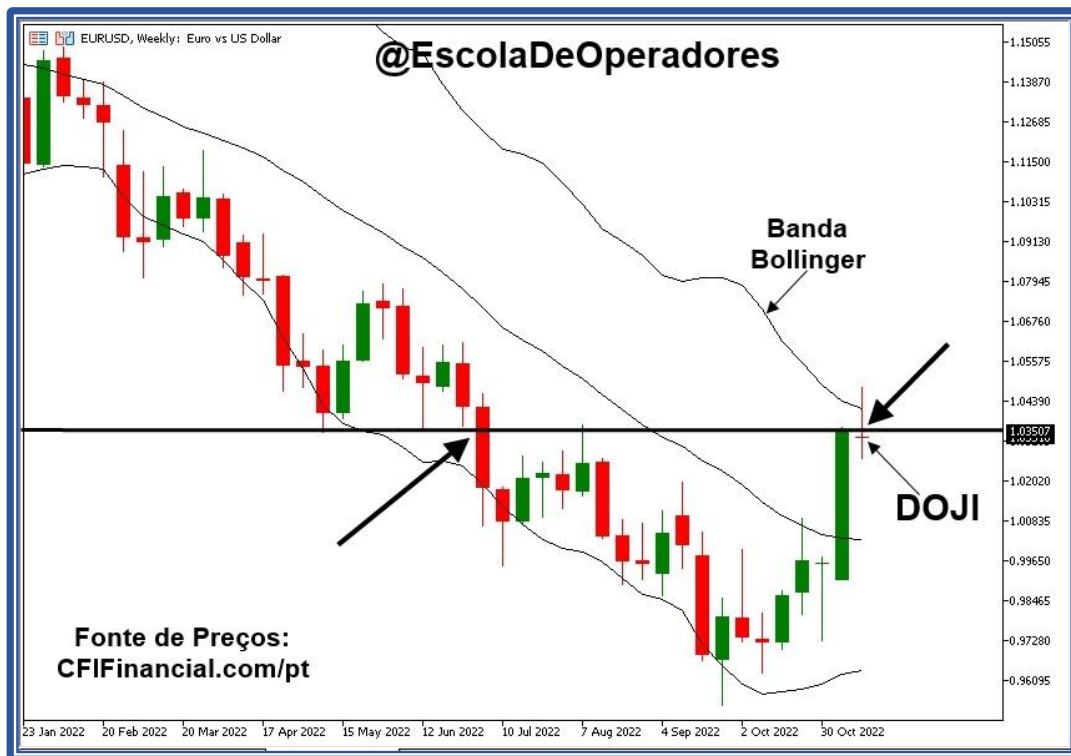 EURUSD, Weekly: Euro vs US Dollar
@EscolaDeOperadores
1.15055
1.13870
1.12685
1.11500
1.10315
1.09130
1.07945
1.06760
1.05575
1.04390
1.03507
1.02020
1.00835
0.99650
0.98465
0.97280
0.96095
Banda
Bollinger
DOJI
Fonte de Preços:
CFIFinancial.com/pt
23 Jan 2022 20 Feb 2022 20 Mar 2022 17 Apr 2022 15 May 2022 12 Jun 2022 10 Jul 2022 7 Aug 2022 4 Sep 2022 2 Oct 2022 30 Oct 2022